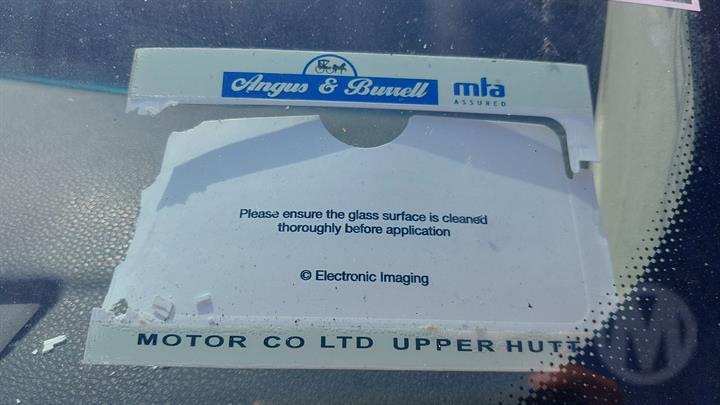 Angus & Burrell
mta
ASSURED
Please ensure the glass surface is cleaned
thoroughly before application
© Electronic Imaging
MOTOR CO LTD UPPER HUTT
M